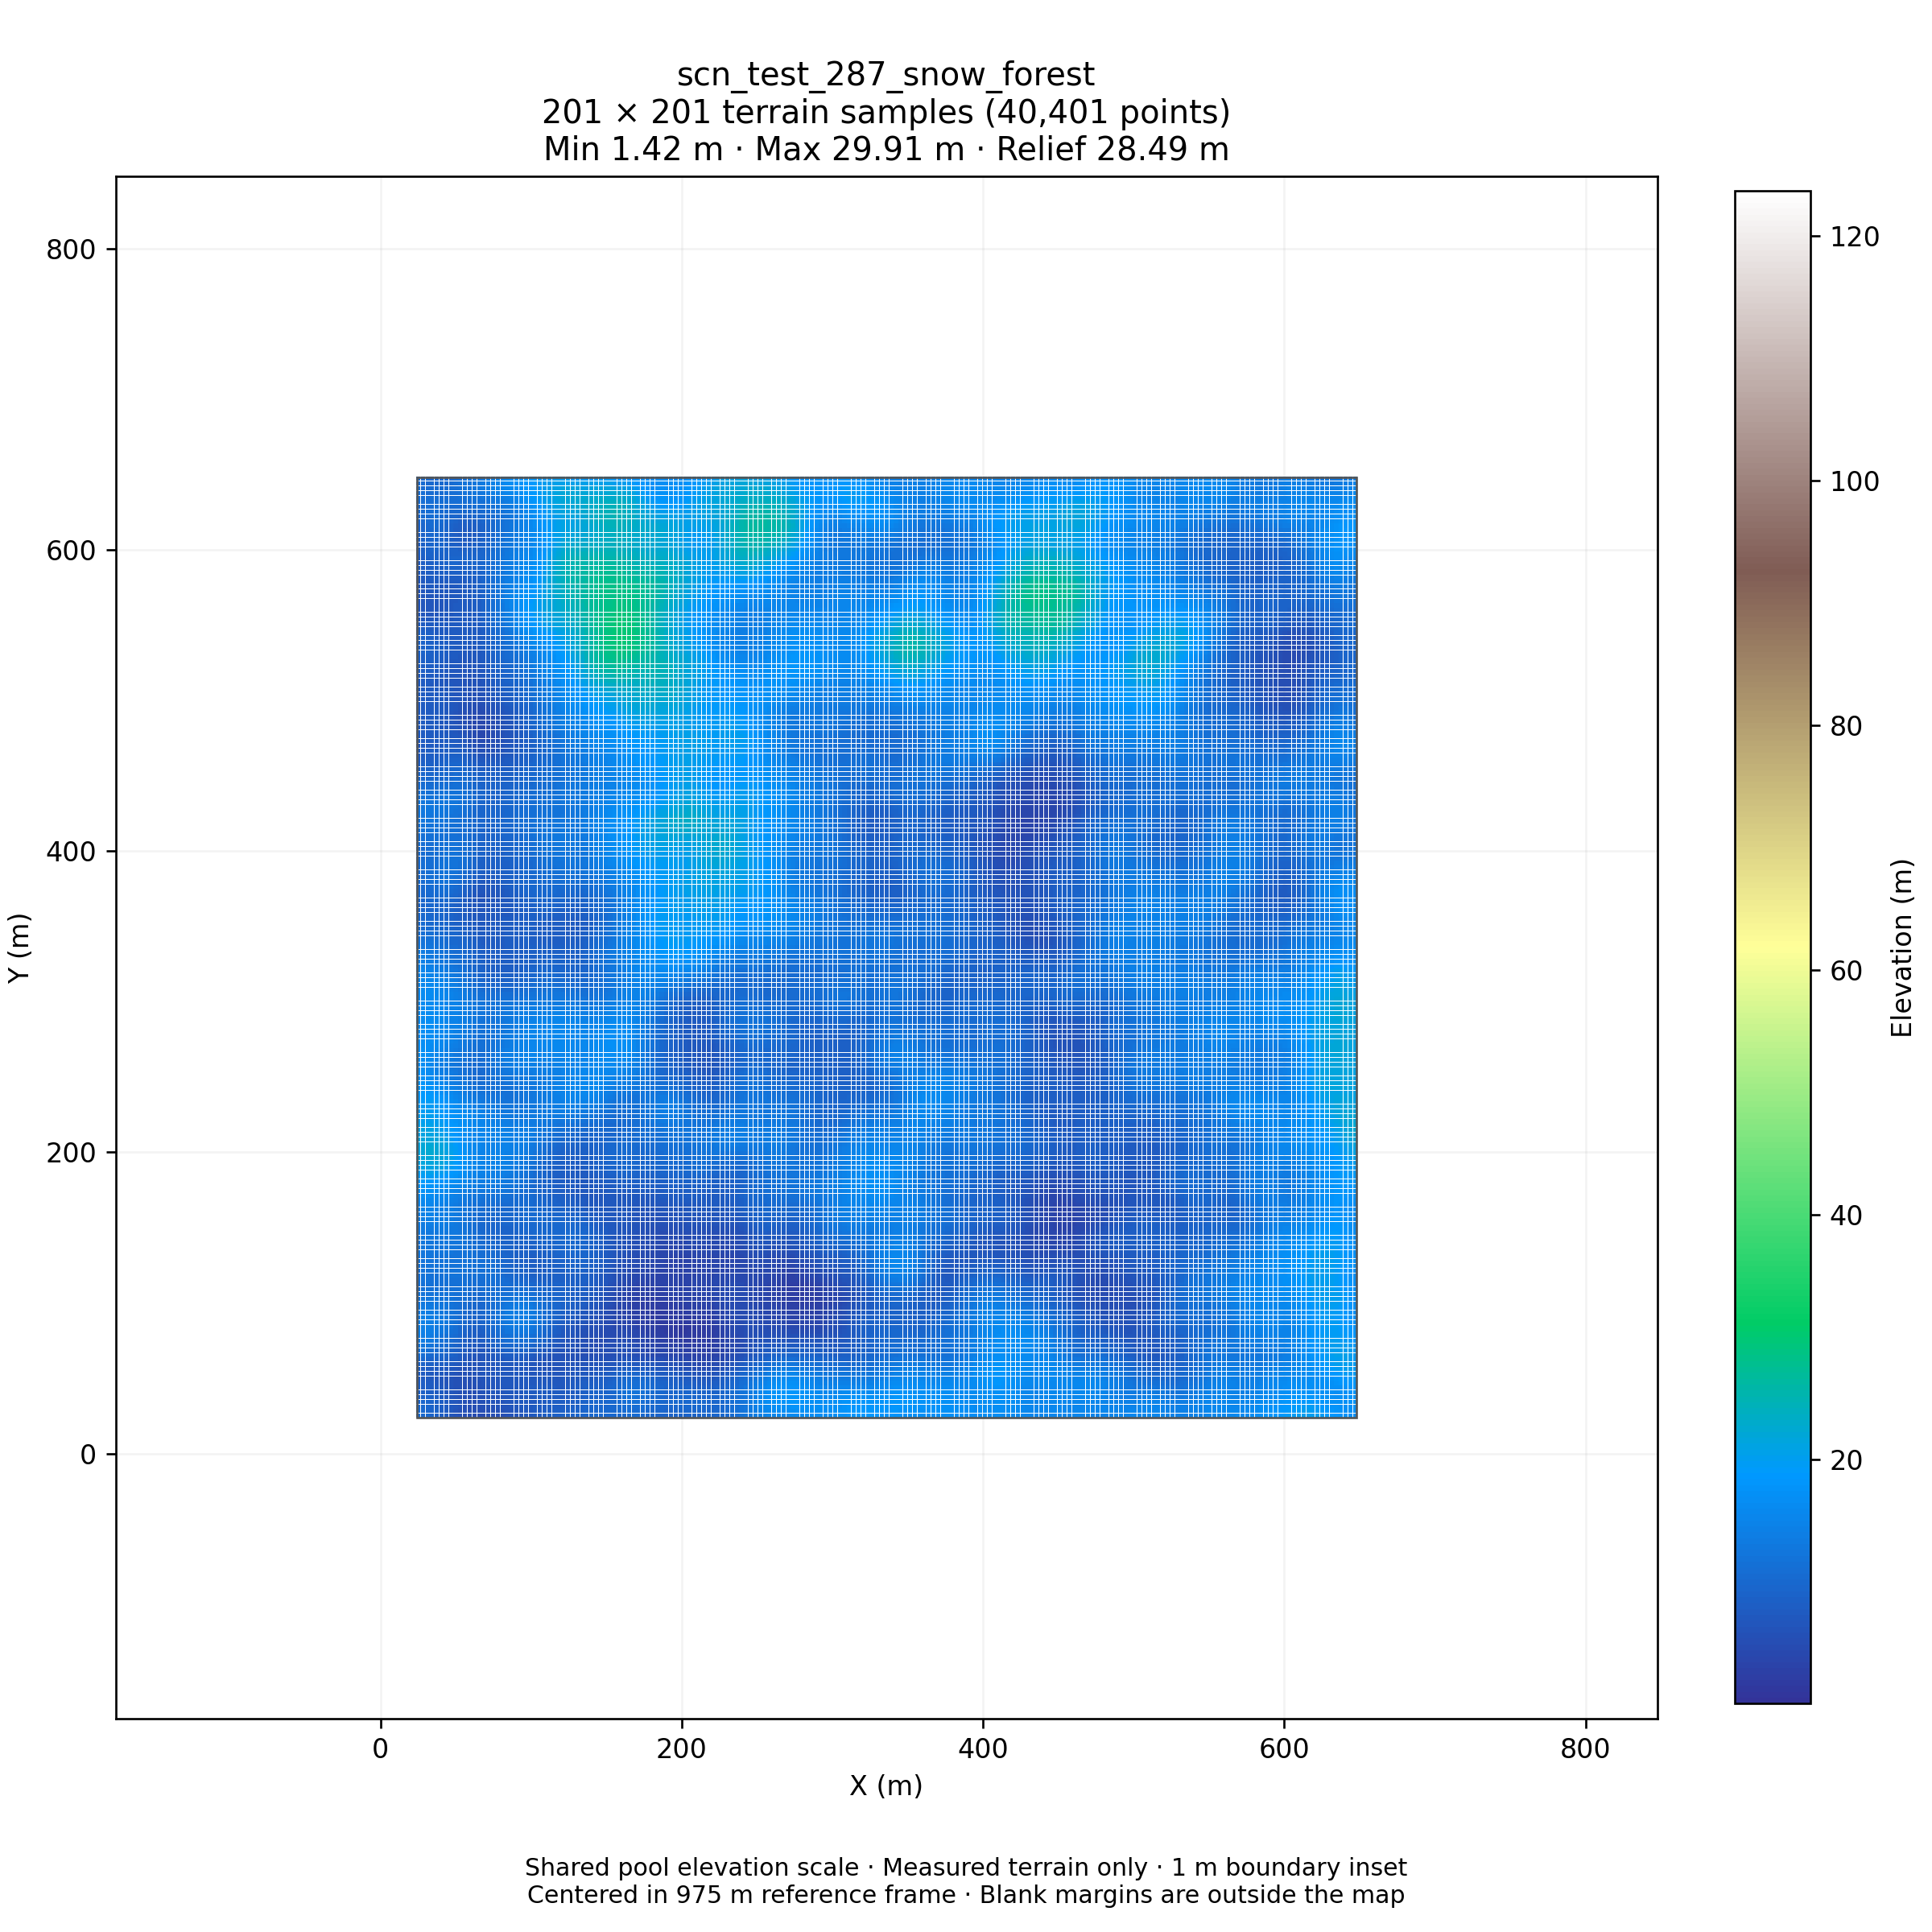 scn_test_287_snow_forest
201 × 201 terrain samples (40,401 points)
Min 1.42 m · Max 29.91 m · Relief 28.49 m
800
600
400
200
0
Y (m)
0
200
400
600
800
X (m)
120
100
80
60
40
20
Elevation (m)
Shared pool elevation scale · Measured terrain only · 1 m boundary inset
Centered in 975 m reference frame · Blank margins are outside the map